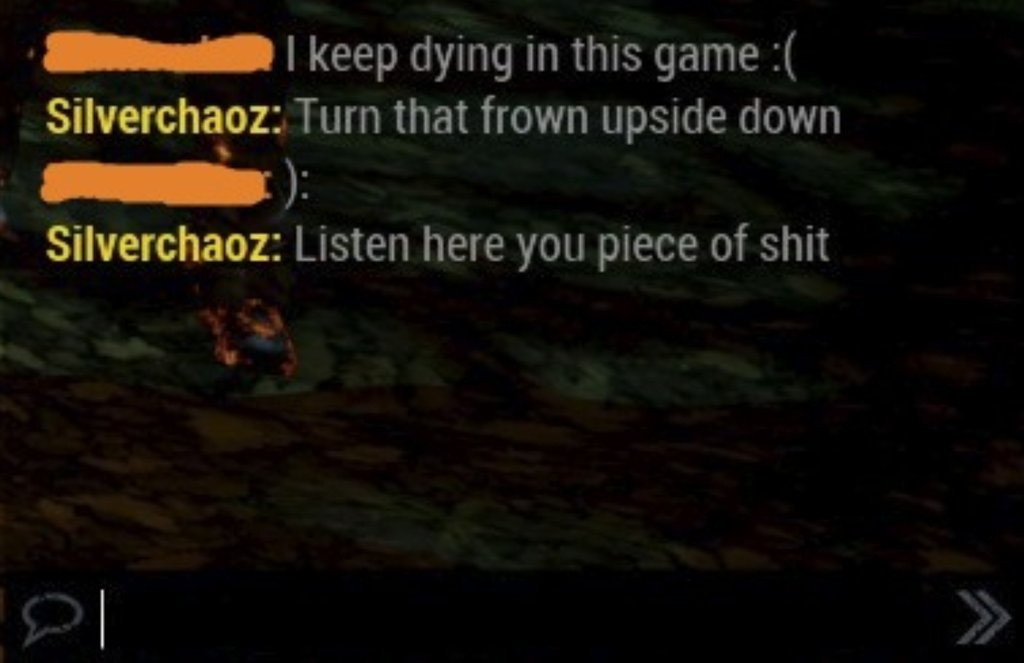 I keep dying in this game :(
Silverchaoz: Turn that frown upside down
: ):
Silverchaoz: Listen here you piece of shit